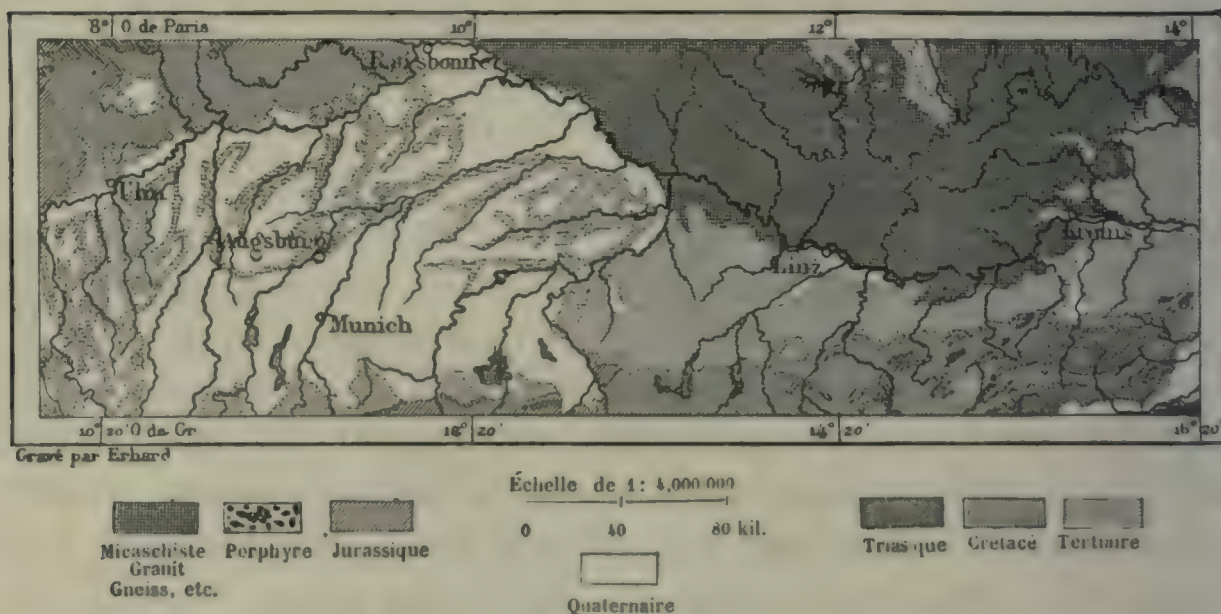 8° O de Paris 10° 12° 14°
Ratisbonne
Ulm
Augsburg
Linz
Krems
Munich
10° 20' O de Gr 12° 20' 14° 20' 16° 20'
Gravé par Erhard
Échelle de 1: 4,000 000
0 40 80 kil.
Micaschiste
Granit
Gneiss, etc.
Porphyre
Jurassique
Quaternaire
Triasique
Crétacé
Tertiaire